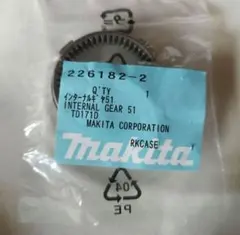 226182-2
Q'TY 1
インターナルギヤ51
INTERNAL GEAR 51
TD171D
MAKITA CORPORATION
makita
RKCASE Y
04
PE